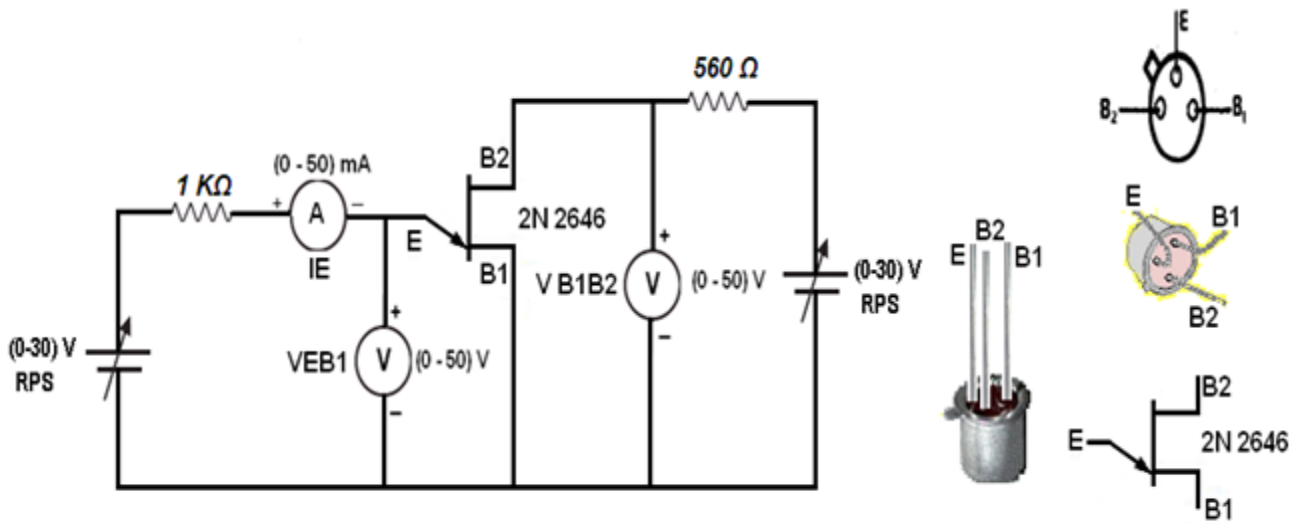 560 Ω
(0 - 50) mA
1 KΩ
+ A –
IE
E
B2
2N 2646
B1
+
VEB1 V (0 - 50) V
–
+
V B1B2 V (0 - 50) V
–
(0-30) V
RPS
(0-30) V
RPS
E
B₂ B₁
E
B1
B2
B2
E B1
B2
E 2N 2646
B1